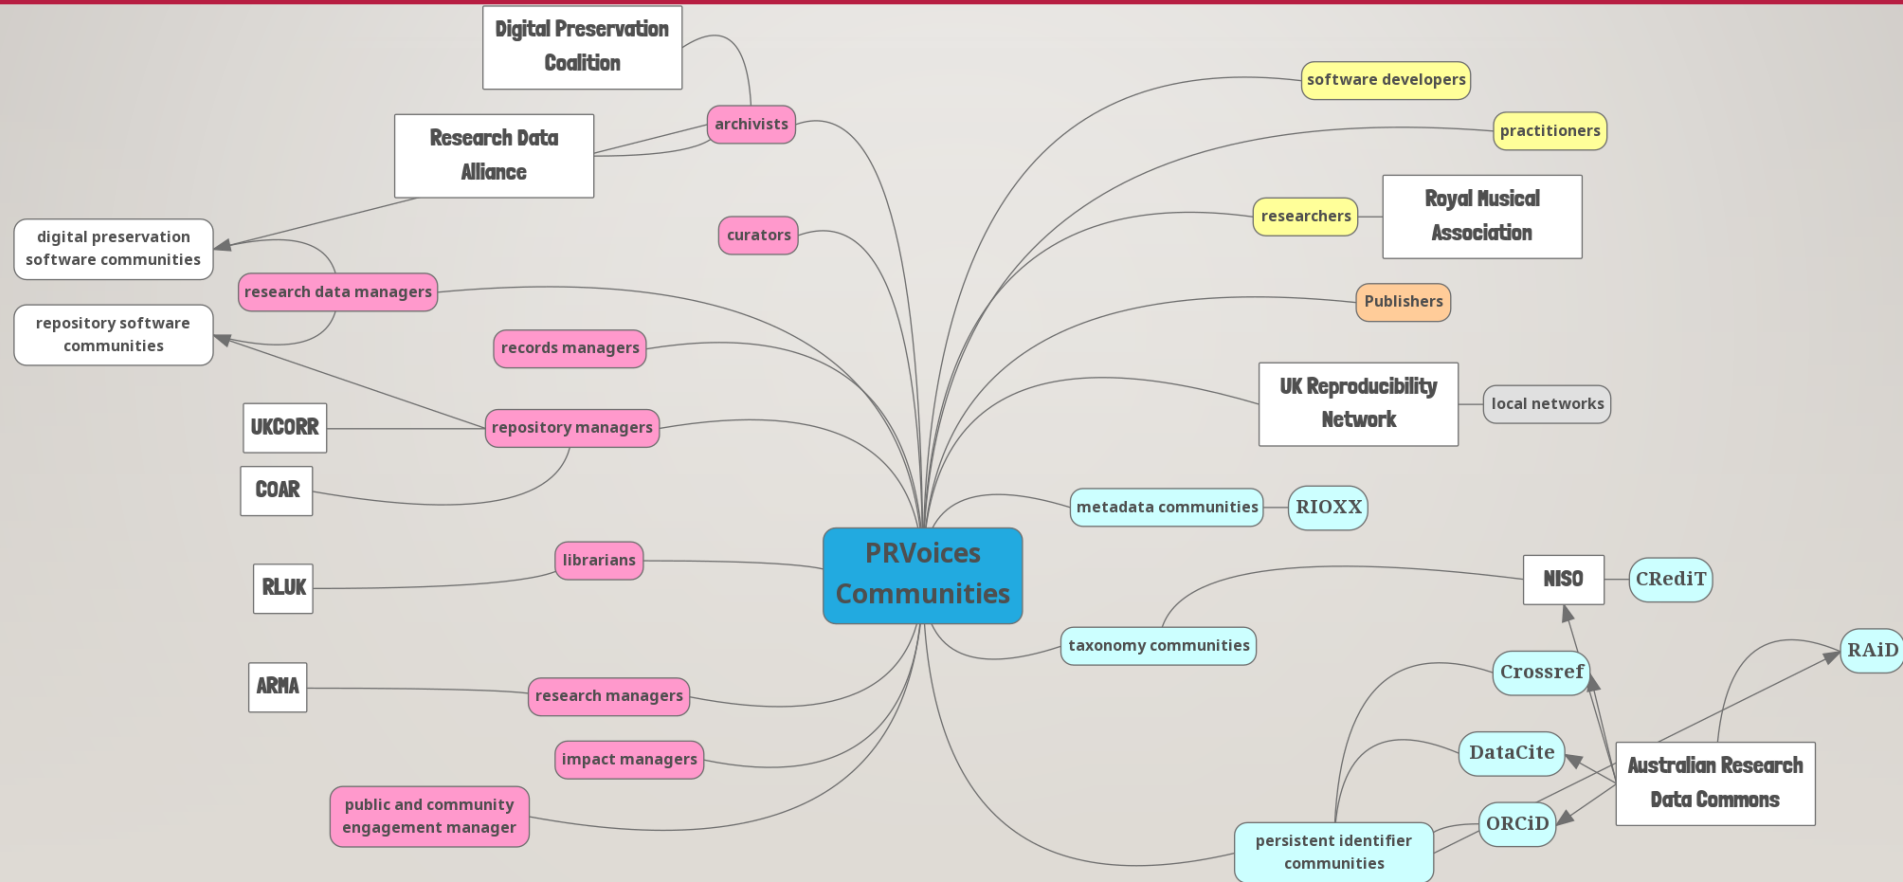 Digital Preservation
Coalition
software developers
archivists
practitioners
Research Data
Alliance
Royal Musical
Association
researchers
curators
digital preservation
software communities
research data managers
Publishers
repository software
communities
records managers
UK Reproducibility
Network
local networks
UKCORR
repository managers
COAR
metadata communities
RIOXX
PRVoices
Communities
librarians
RLUK
NISO
CRediT
taxonomy communities
RAiD
Crossref
ARMA
research managers
impact managers
DataCite
Australian Research
Data Commons
public and community
engagement manager
ORCiD
persistent identifier
communities